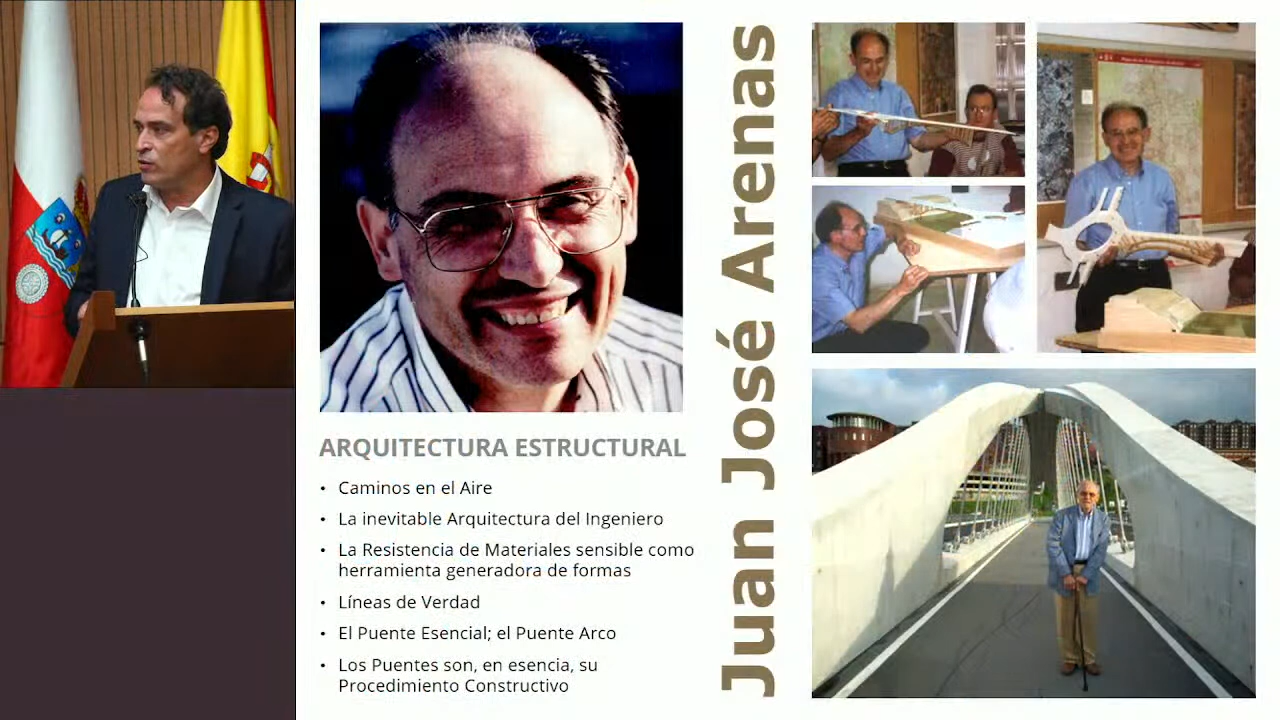 Juan José Arenas
ARQUITECTURA ESTRUCTURAL
• Caminos en el Aire
• La inevitable Arquitectura del Ingeniero
• La Resistencia de Materiales sensible como
herramienta generadora de formas
• Líneas de Verdad
• El Puente Esencial; el Puente Arco
• Los Puentes son, en esencia, su
Procedimiento Constructivo